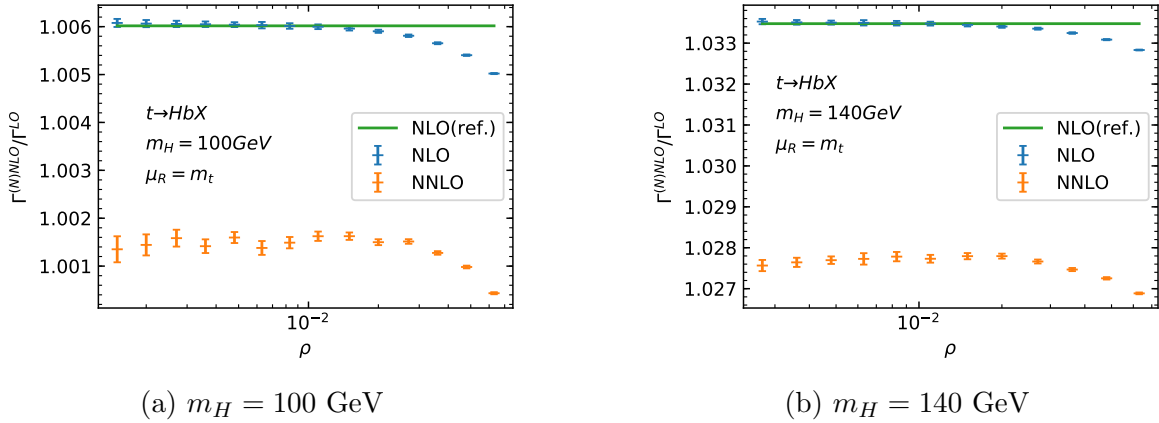 1.006
1.005
1.004
1.003
1.002
1.001
Γ^{(N)NLO}/Γ^{LO}
t→HbX
m_H = 100GeV
μ_R = m_t
NLO(ref.)
NLO
NNLO
10^{-2}
ρ
(a) m_H = 100 GeV
1.033
1.032
1.031
1.030
1.029
1.028
1.027
Γ^{(N)NLO}/Γ^{LO}
t→HbX
m_H = 140GeV
μ_R = m_t
NLO(ref.)
NLO
NNLO
10^{-2}
ρ
(b) m_H = 140 GeV